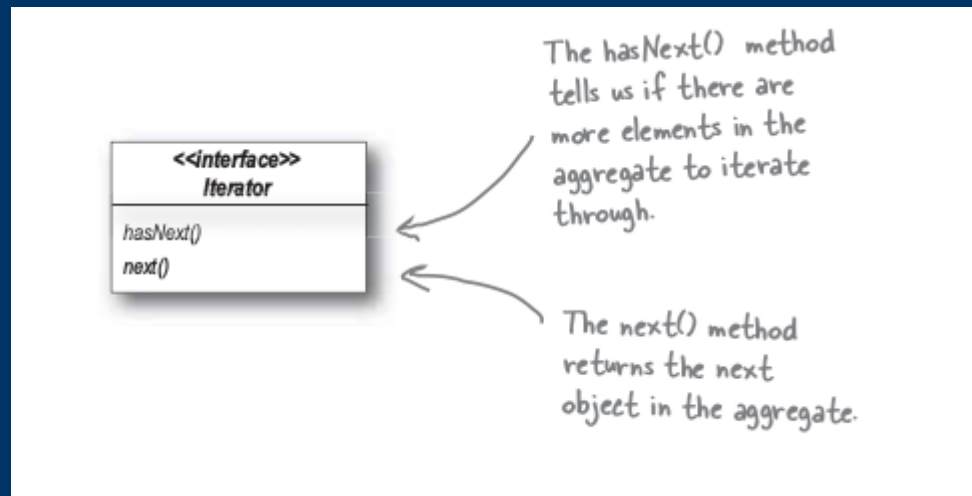 <<interface>>
Iterator
hasNext()
next()
The hasNext() method
tells us if there are
more elements in the
aggregate to iterate
through.
The next() method
returns the next
object in the aggregate.